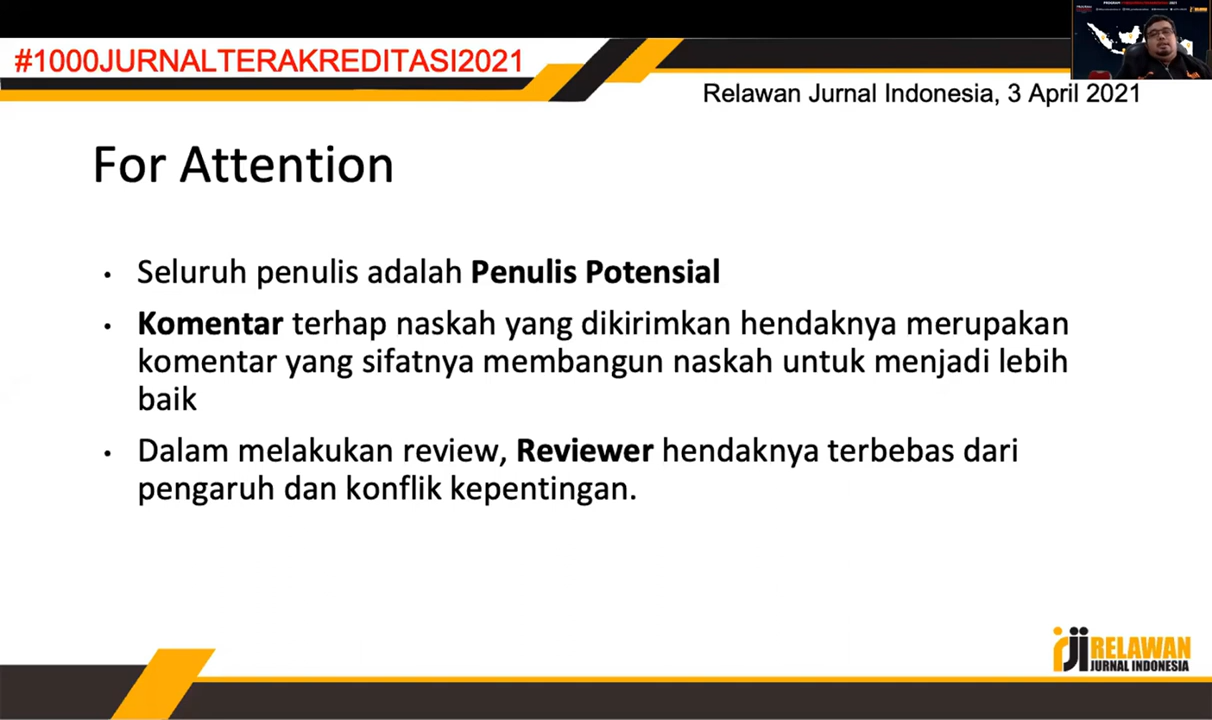 #1000JURNALTERAKREDITASI2021
Relawan Jurnal Indonesia, 3 April 2021
For Attention
• Seluruh penulis adalah Penulis Potensial
• Komentar terhap naskah yang dikirimkan hendaknya merupakan
komentar yang sifatnya membangun naskah untuk menjadi lebih
baik
• Dalam melakukan review, Reviewer hendaknya terbebas dari
pengaruh dan konflik kepentingan.
RELAWAN
JURNAL INDONESIA